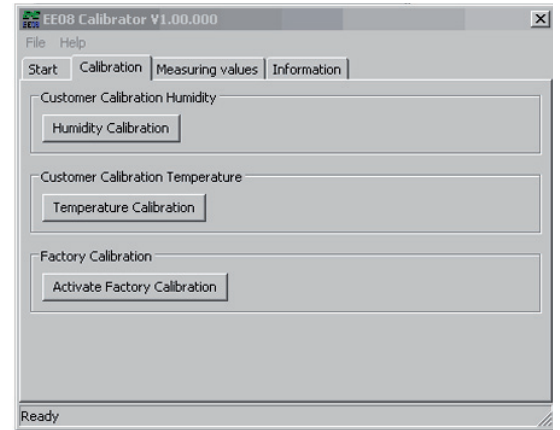 EE08 Calibrator V1.00.000
File Help
Start Calibration Measuring values Information
Customer Calibration Humidity
Humidity Calibration
Customer Calibration Temperature
Temperature Calibration
Factory Calibration
Activate Factory Calibration
Ready